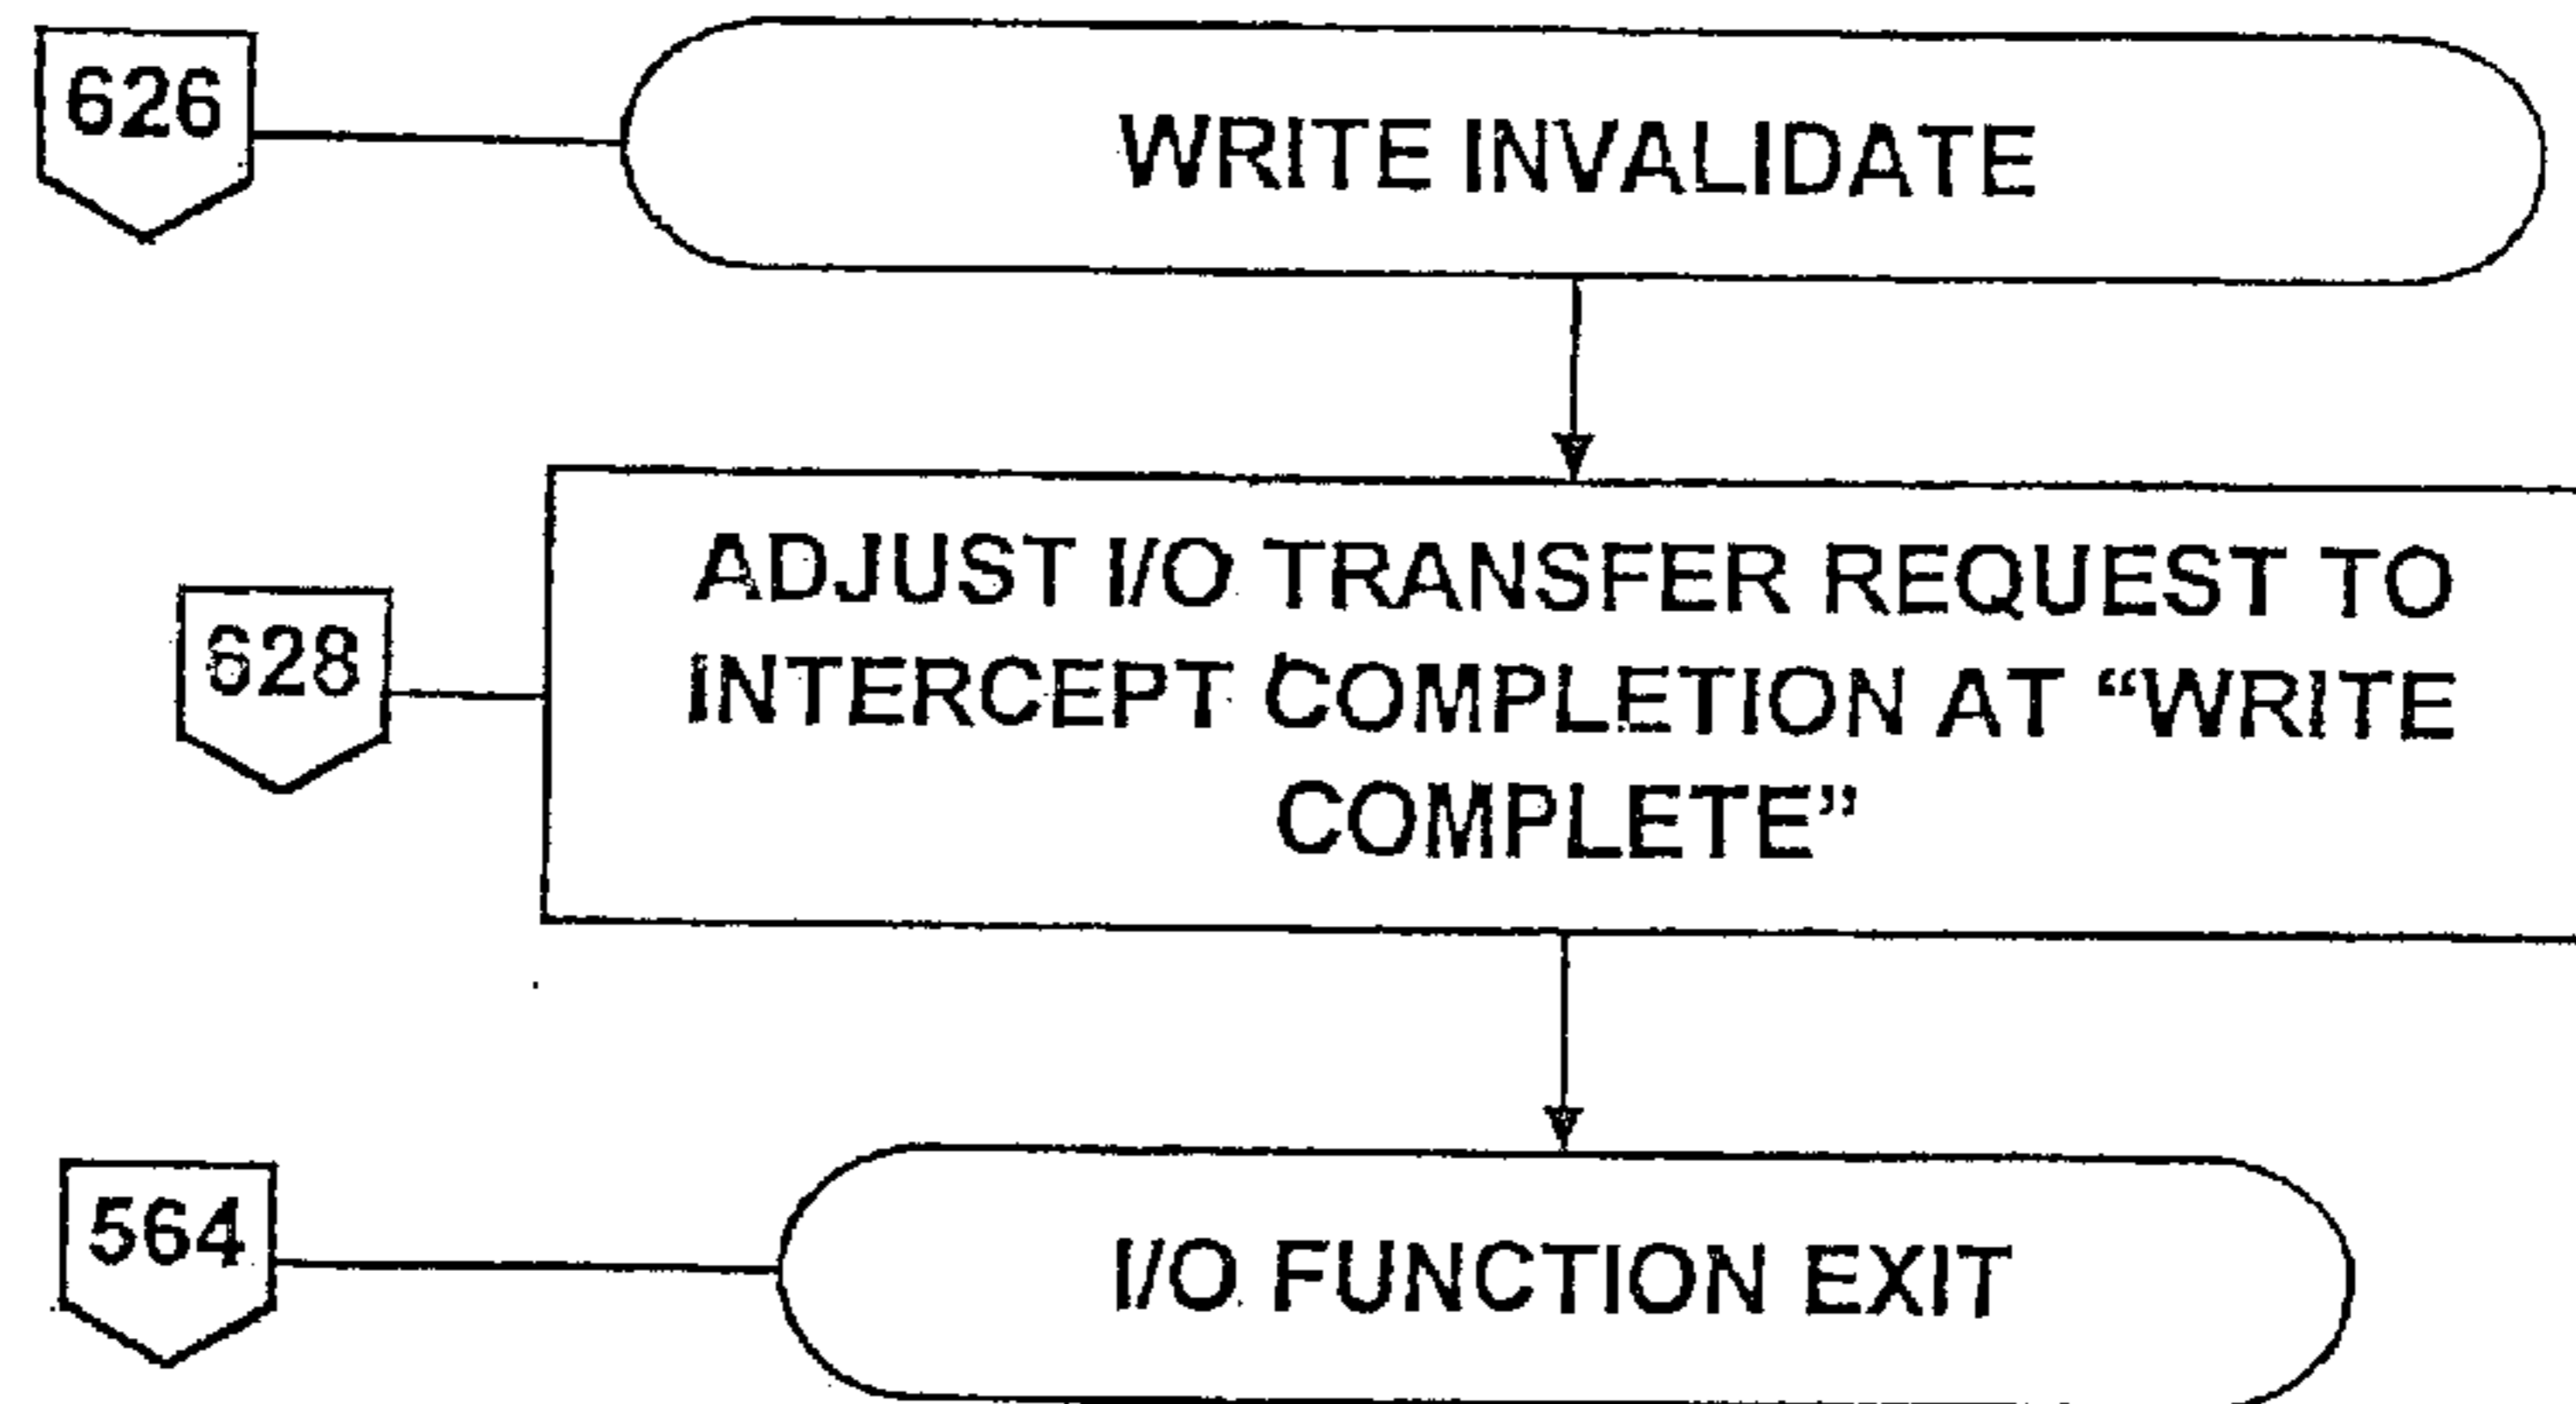 626
WRITE INVALIDATE
628
ADJUST I/O TRANSFER REQUEST TO
INTERCEPT COMPLETION AT “WRITE
COMPLETE”
564
I/O FUNCTION EXIT